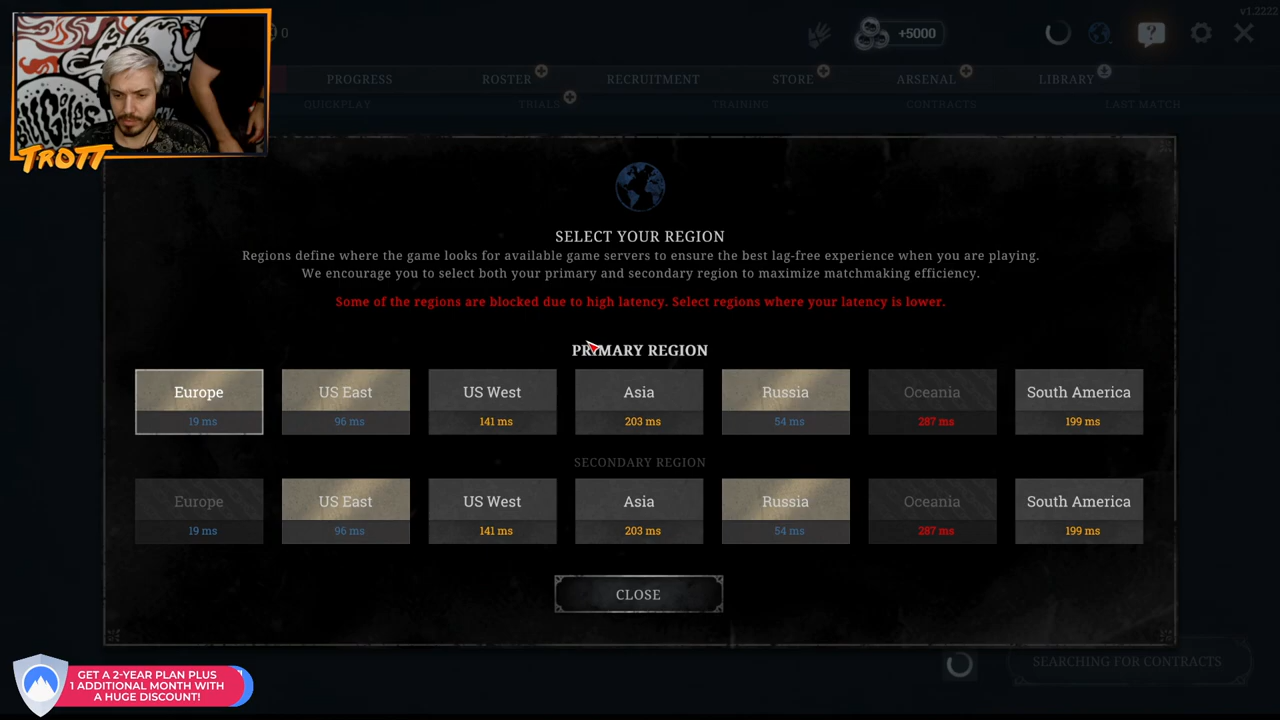 v1.222
0
+5000
PROGRESS
ROSTER
RECRUITMENT
STORE
ARSENAL
LIBRARY
QUICKPLAY
TRIALS
TRAINING
CONTRACTS
LAST MATCH
TROTT
SELECT YOUR REGION
Regions define where the game looks for available game servers to ensure the best lag-free experience when you are playing.
We encourage you to select both your primary and secondary region to maximize matchmaking efficiency.
Some of the regions are blocked due to high latency. Select regions where your latency is lower.
PRIMARY REGION
Europe
US East
US West
Asia
Russia
Oceania
South America
19 ms
96 ms
141 ms
203 ms
54 ms
287 ms
199 ms
SECONDARY REGION
Europe
US East
US West
Asia
Russia
Oceania
South America
19 ms
96 ms
141 ms
203 ms
54 ms
287 ms
199 ms
CLOSE
SEARCHING FOR CONTRACTS
GET A 2-YEAR PLAN PLUS
1 ADDITIONAL MONTH WITH
A HUGE DISCOUNT!